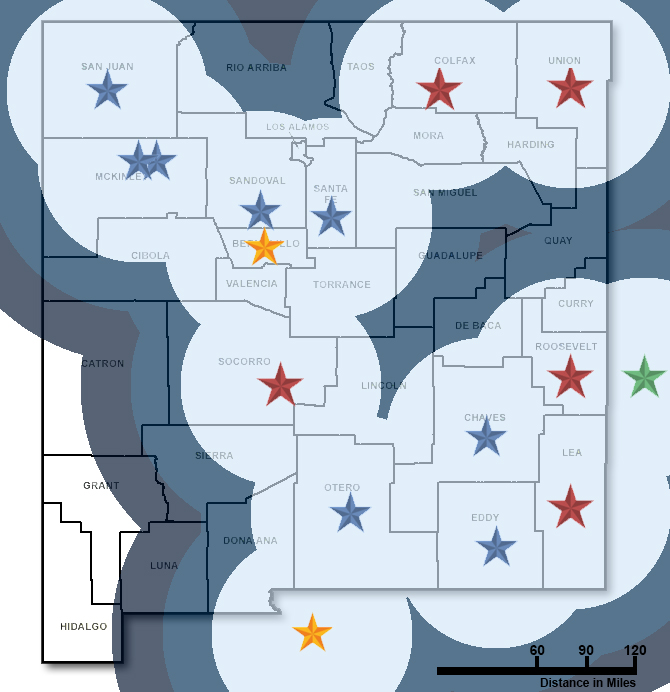 SAN JUAN
RIO ARRIBA
TAOS
COLFAX
UNION
LOS ALAMOS
MORA
HARDING
MCKINLEY
SANDOVAL
SANTA
FE
SAN MIGUEL
BERNALILLO
QUAY
CIBOLA
GUADALUPE
VALENCIA
TORRANCE
CURRY
DE BACA
ROOSEVELT
CATRON
SOCORRO
LINCOLN
CHAVES
LEA
SIERRA
GRANT
OTERO
EDDY
DONA ANA
LUNA
HIDALGO
60 90 120
Distance in Miles